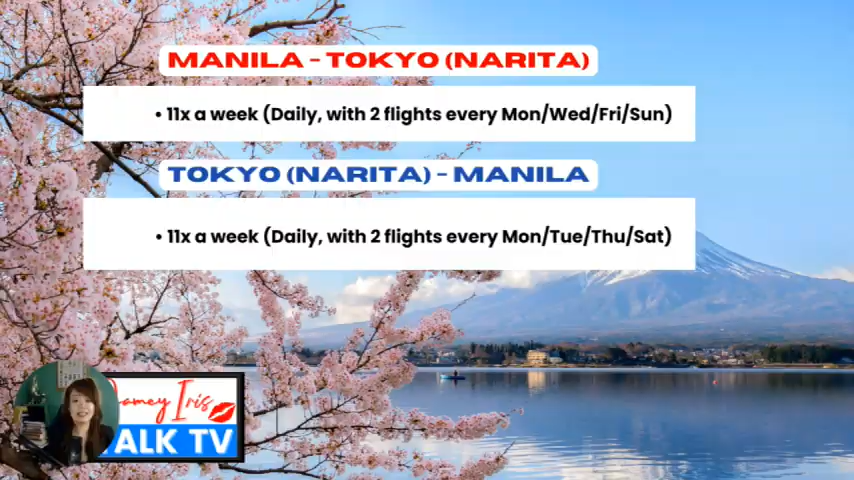 MANILA - TOKYO (NARITA)
• 11x a week (Daily, with 2 flights every Mon/Wed/Fri/Sun)
TOKYO (NARITA) - MANILA
• 11x a week (Daily, with 2 flights every Mon/Tue/Thu/Sat)
Iris
TALK TV